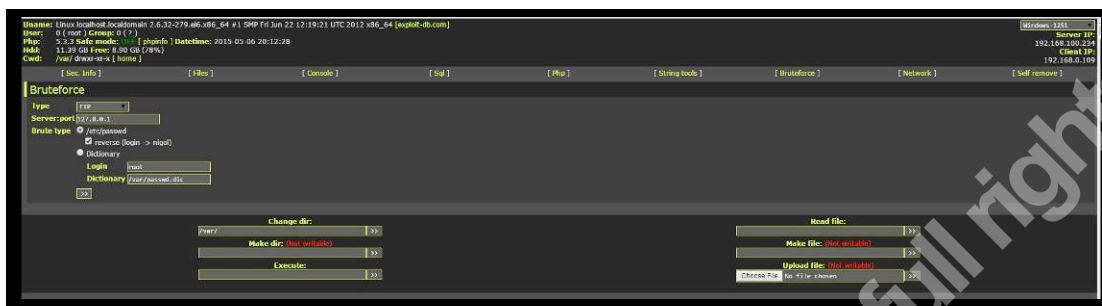 Uname: Linux localhost.localdomain 2.6.32-279.el6.x86_64 #1 SMP Fri Jun 22 12:19:21 UTC 2012 x86_64 [exploit-db.com]
User: 0 ( root ) Group: 0 ( ? )
Php: 5.3.3 Safe mode: OFF [ phpinfo ] Datetime: 2015-05-06 20:12:28
Hdd: 11.39 GB Free: 8.90 GB (78%)
Cwd: /var/ drwxr-xr-x [ home ]
Windows-1251
Server IP:
192.168.100.234
Client IP:
192.168.0.109
[ Sec. Info ] [ Files ] [ Console ] [ Sql ] [ Php ] [ String tools ] [ Bruteforce ] [ Network ] [ Self remove ]
Bruteforce
Type FTP
Server:port 127.0.0.1
Brute type /etc/passwd
reverse (login -> nigol)
Dictionary
Login root
Dictionary /var/passwd.dic
>>
Change dir:
/var/ >>
Make dir: (Not writable)
>>
Execute:
>>
Read file:
>>
Make file: (Not writable)
>>
Upload file: (Not writable)
Choose File No file chosen >>
full right